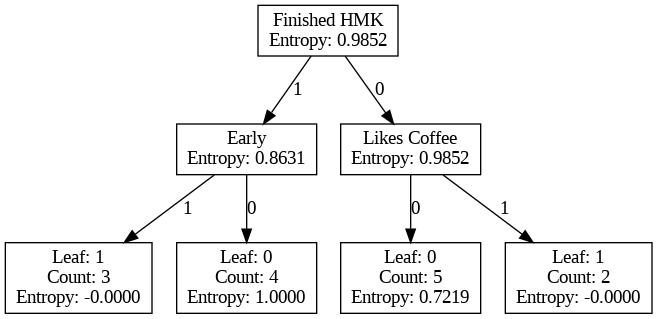 Finished HMK
Entropy: 0.9852
1
0
Early
Entropy: 0.8631
Likes Coffee
Entropy: 0.9852
1
0
0
1
Leaf: 1
Count: 3
Entropy: -0.0000
Leaf: 0
Count: 4
Entropy: 1.0000
Leaf: 0
Count: 5
Entropy: 0.7219
Leaf: 1
Count: 2
Entropy: -0.0000